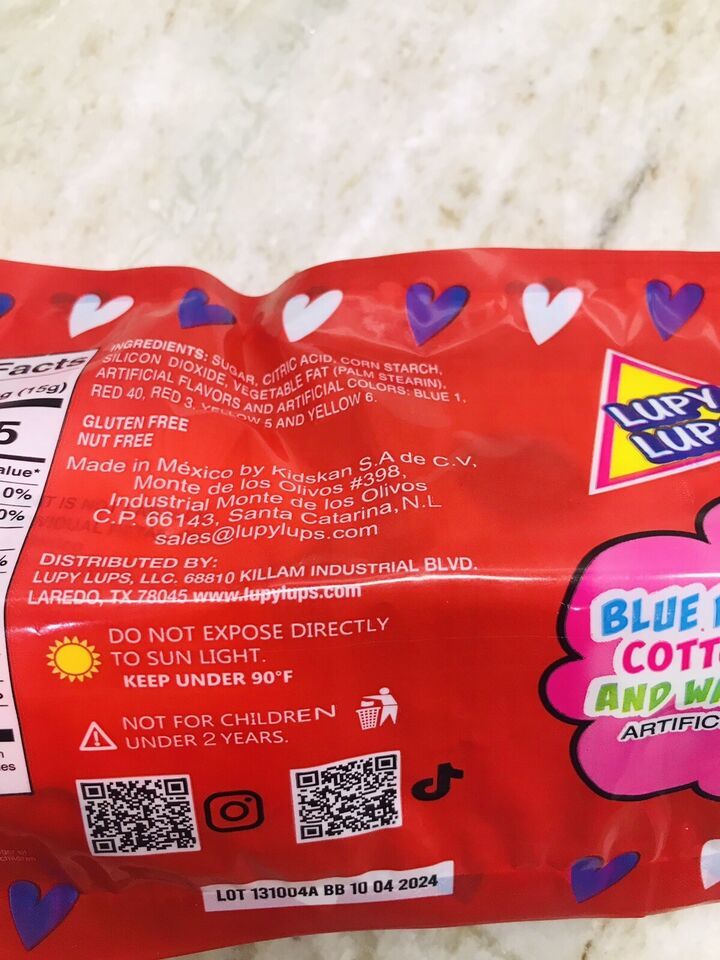 Facts
g (15g)
5
alue*
0%
0%
%
INGREDIENTS: SUGAR, CITRIC ACID, CORN STARCH,
SILICON DIOXIDE, VEGETABLE FAT (PALM STEARIN).
ARTIFICIAL FLAVORS AND ARTIFICIAL COLORS: BLUE 1,
RED 40, RED 3, YELLOW 5 AND YELLOW 6.
GLUTEN FREE
NUT FREE
Made in México by Kidskan S.A de C.V,
Monte de los Olivos #398,
Industrial Monte de los Olivos
C.P. 66143, Santa Catarina, N.L
sales@lupylups.com
DISTRIBUTED BY:
LUPY LUPS, LLC. 68810 KILLAM INDUSTRIAL BLVD.
LAREDO, TX 78045 www.lupylups.com
DO NOT EXPOSE DIRECTLY
TO SUN LIGHT.
KEEP UNDER 90°F
NOT FOR CHILDREN
UNDER 2 YEARS.
LOT 131004A BB 10 04 2024
LUPY
LUP
BLUE
COTT
AND WA
ARTIFIC